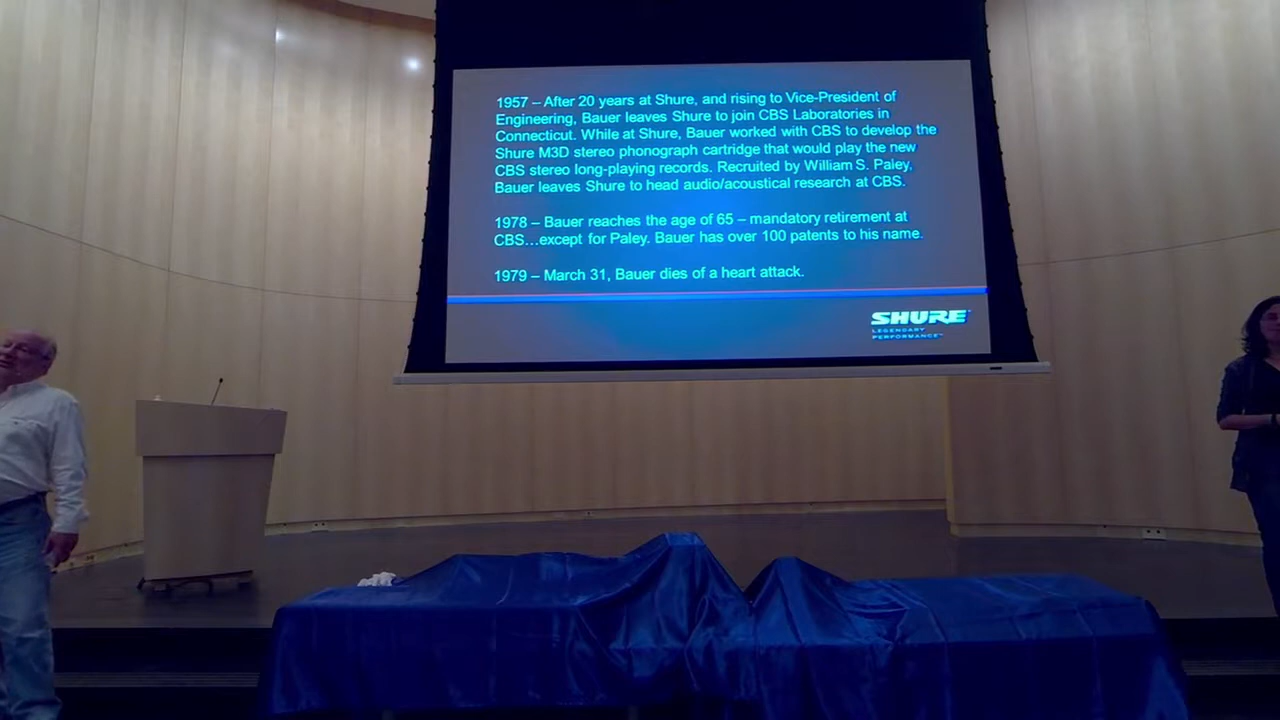 1957 – After 20 years at Shure, and rising to Vice-President of
Engineering, Bauer leaves Shure to join CBS Laboratories in
Connecticut. While at Shure, Bauer worked with CBS to develop the
Shure M3D stereo phonograph cartridge that would play the new
CBS stereo long-playing records. Recruited by William S. Paley,
Bauer leaves Shure to head audio/acoustical research at CBS.
1978 – Bauer reaches the age of 65 – mandatory retirement at
CBS...except for Paley. Bauer has over 100 patents to his name.
1979 – March 31, Bauer dies of a heart attack.
SHURE
LEGENDARY
PERFORMANCE™